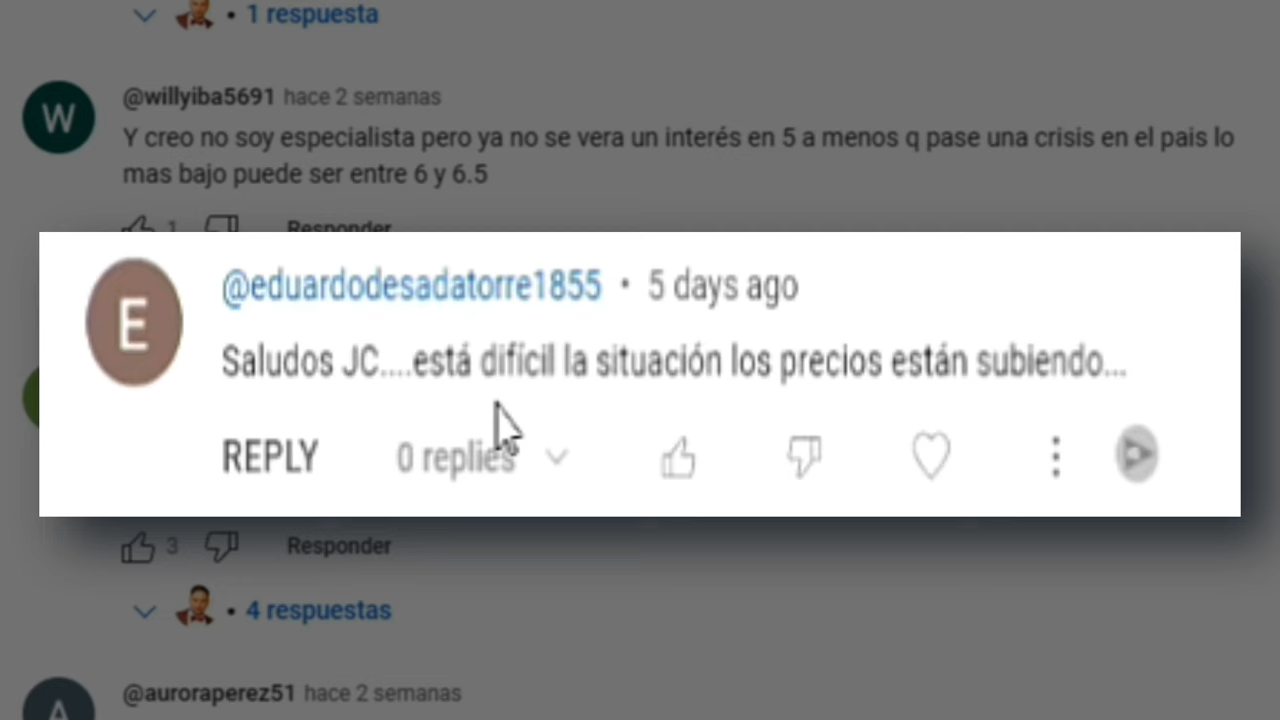 • 1 respuesta
W
@willyiba5691 hace 2 semanas
Y creo no soy especialista pero ya no se vera un interés en 5 a menos q pase una crisis en el pais lo
mas bajo puede ser entre 6 y 6.5
1 Responder
E
@eduardodesadatorre1855 • 5 days ago
Saludos JC....está difícil la situación los precios están subiendo...
REPLY 0 replies
3 Responder
• 4 respuestas
A
@auroraperez51 hace 2 semanas